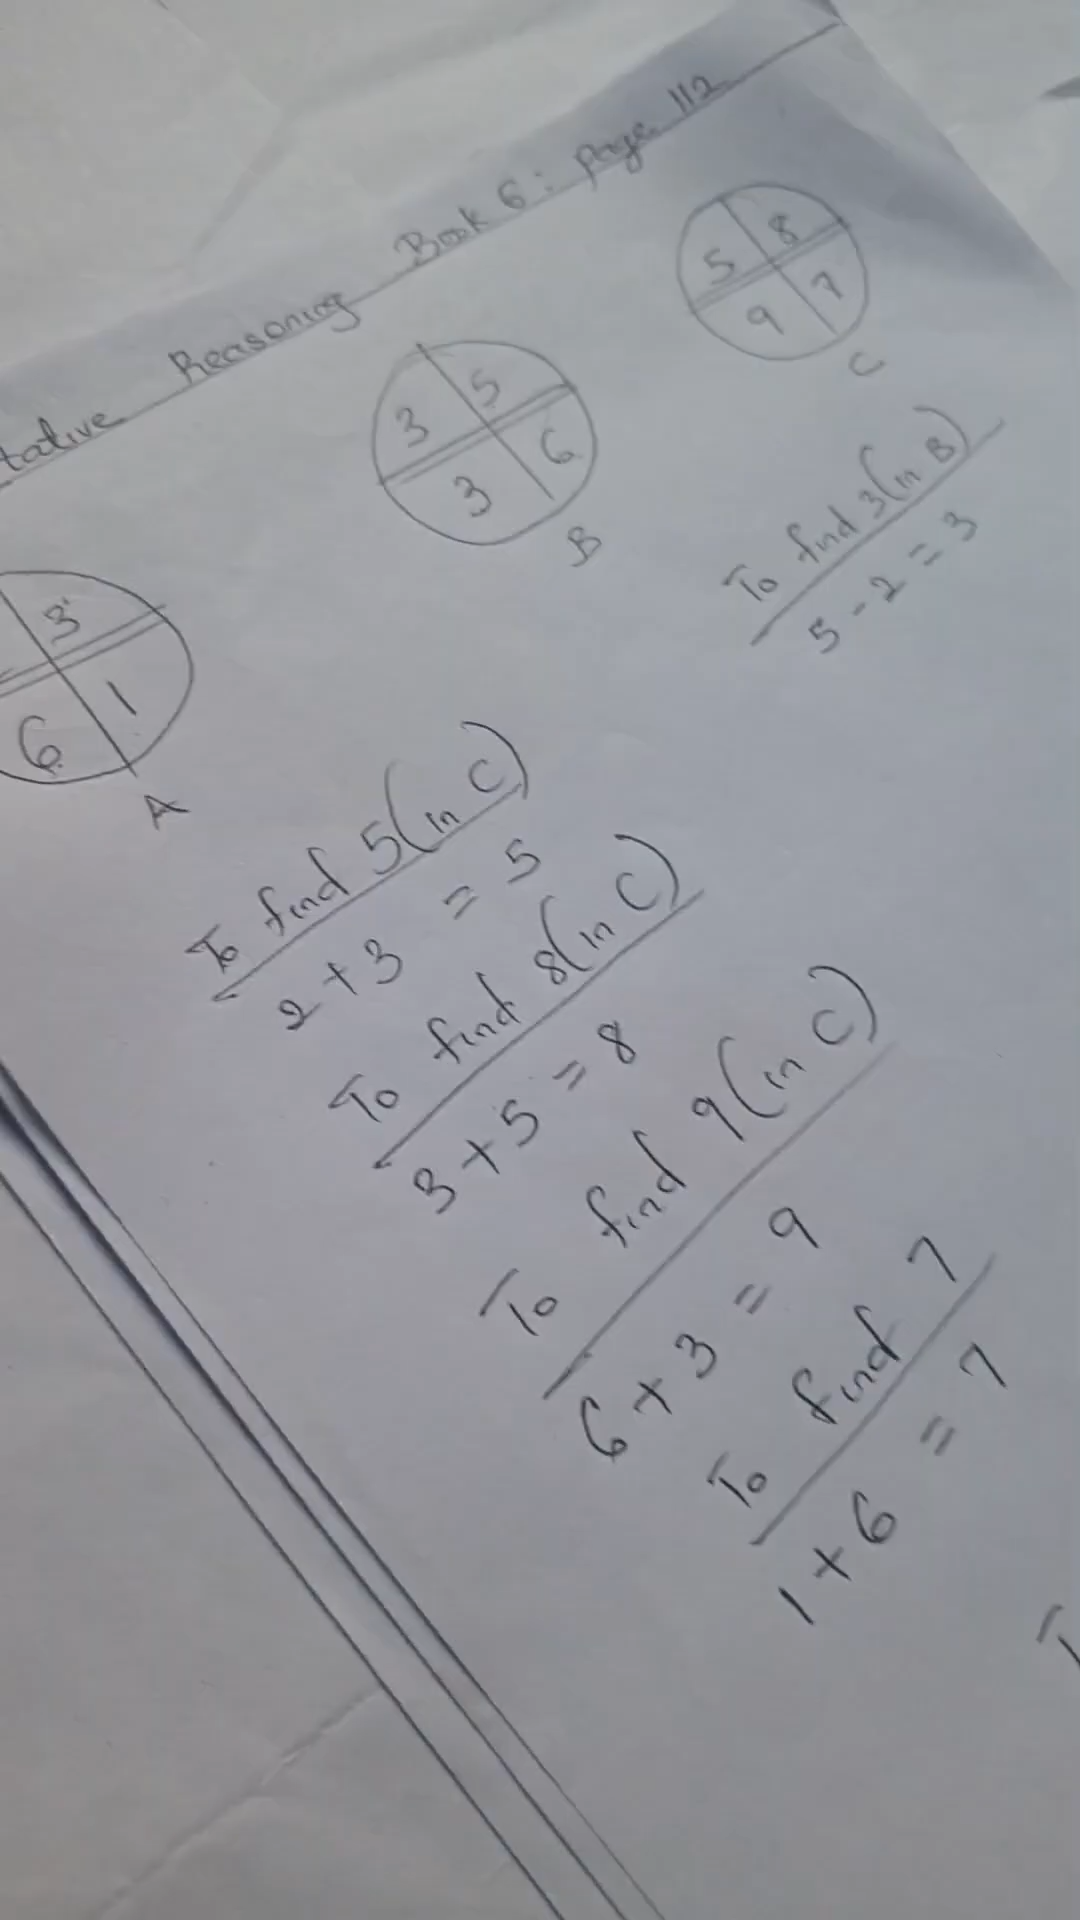 tative Reasoning Book 6: page 112
3
6 1
A
3 5
3 6
B
5 8
9 7
C
To find 3(in B)
5 - 2 = 3
To find 5(in C)
2 + 3 = 5
To find 8(in C)
3 + 5 = 8
To find 9(in C)
6 + 3 = 9
To find 7
1 + 6 = 7
T